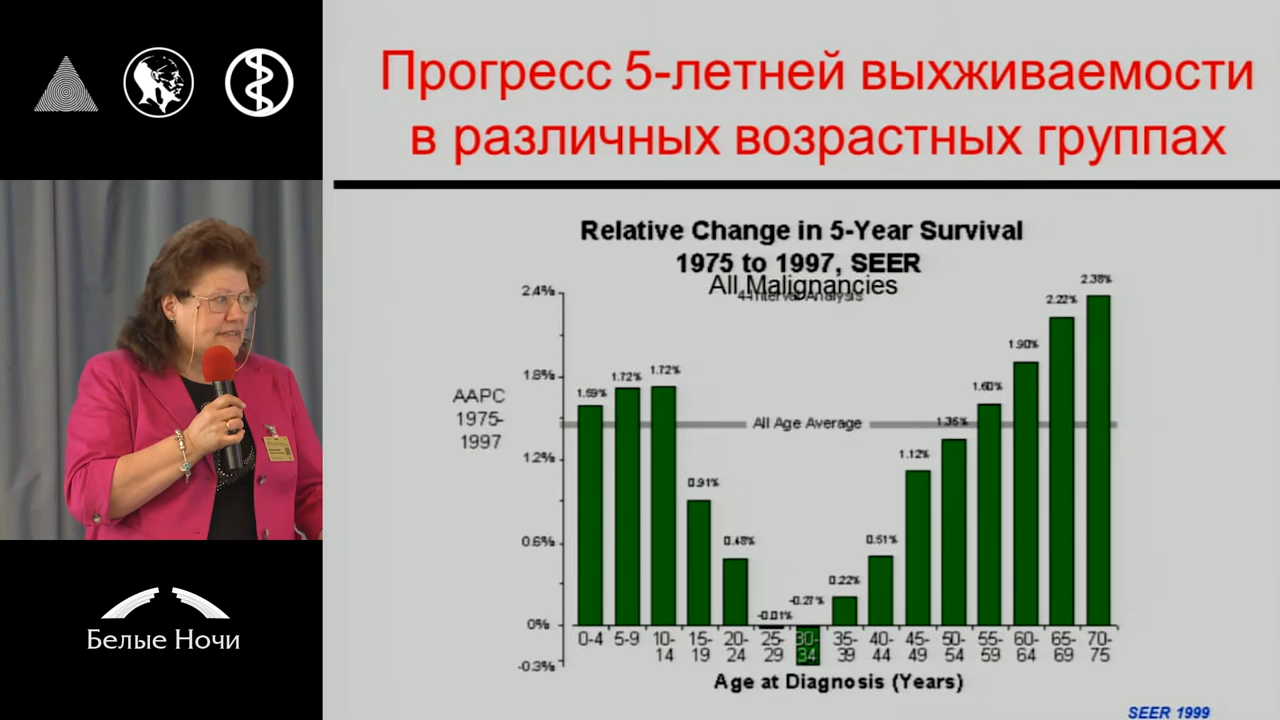 Прогресс 5-летней выхживаемости
в различных возрастных группах
Relative Change in 5-Year Survival
1975 to 1997, SEER
All Malignancies
4-Interval Analysis
2.4%
1.8%
1.2%
0.6%
0%
-0.3%
AAPC
1975-
1997
All Age Average
1.59%
1.72%
1.72%
0.91%
0.48%
-0.01%
-0.27%
0.22%
0.51%
1.12%
1.36%
1.60%
1.90%
2.22%
2.38%
0-4 5-9 10-14 15-19 20-24 25-29 30-34 35-39 40-44 45-49 50-54 55-59 60-64 65-69 70-75
Age at Diagnosis (Years)
SEER 1999
Белые Ночи